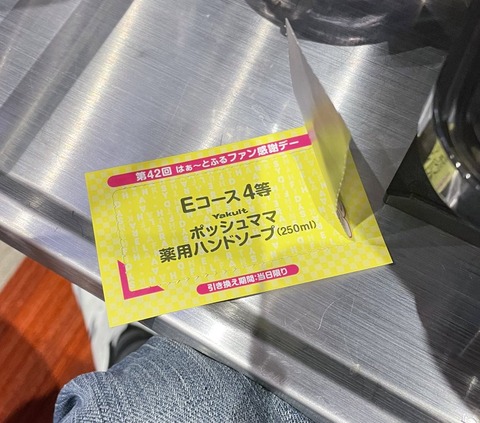 第42回 はぁ〜とふるファン感謝デー
Eコース 4等
Yakult
ポッシュママ
薬用ハンドソープ(250ml)
引き換え期間:当日限り